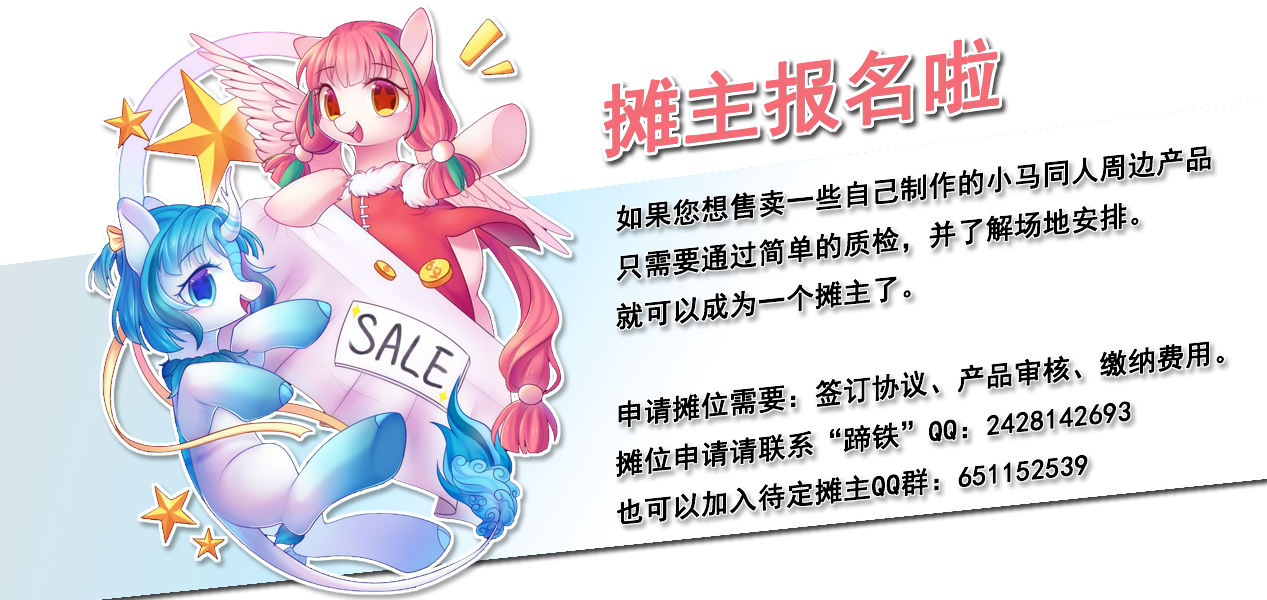 摊主报名啦
如果您想售卖一些自己制作的小马同人周边产品
只需要通过简单的质检，并了解场地安排。
就可以成为一个摊主了。
SALE
申请摊位需要：签订协议、产品审核、缴纳费用。
摊位申请请联系“蹄铁”QQ：2428142693
也可以加入待定摊主QQ群：651152539